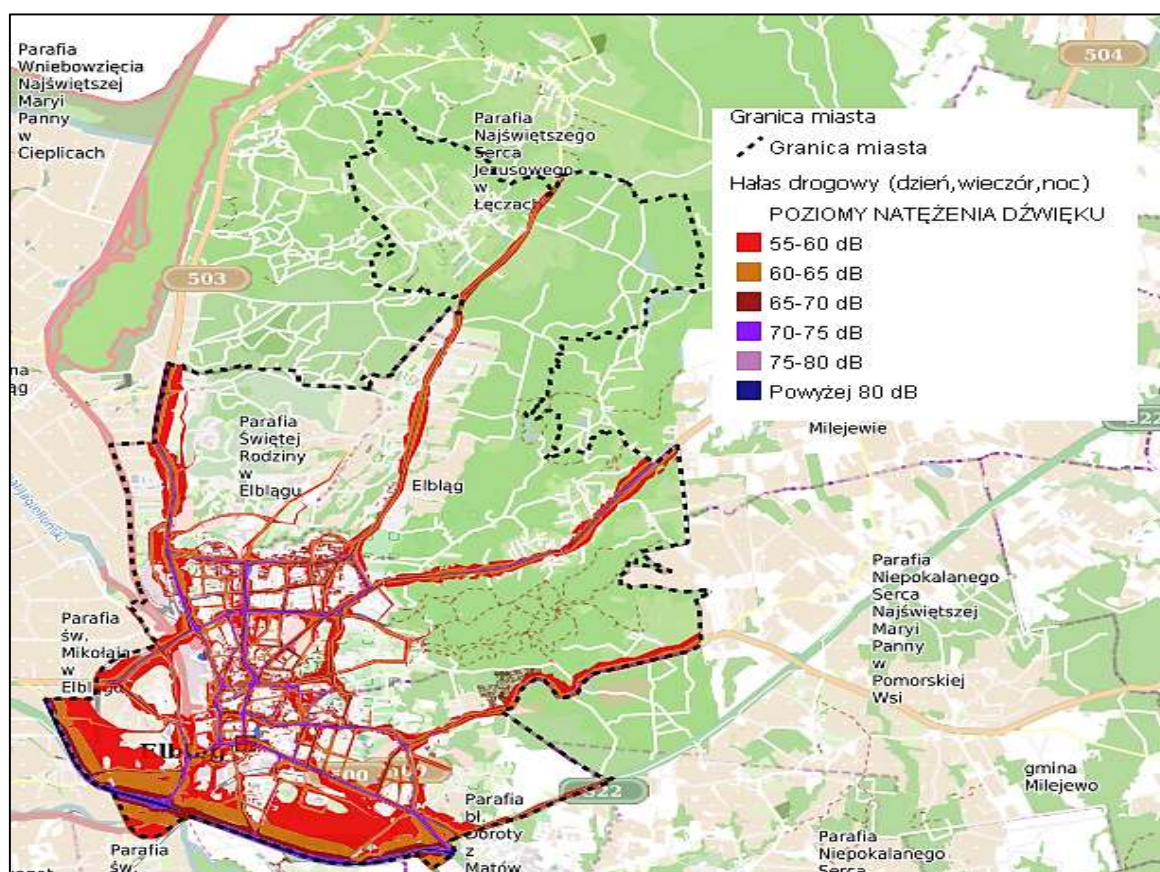 Parafia
Wniebowzięcia
Najświętszej
Maryi
Panny
w
Cieplicach
504
Parafia
Najświętszego
Serca
Jezusowego
w
Łęczach
Granica miasta
Granica miasta
Hałas drogowy (dzień,wieczór,noc)
POZIOMY NATĘŻENIA DŹWIĘKU
55-60 dB
60-65 dB
65-70 dB
70-75 dB
75-80 dB
Powyżej 80 dB
503
Milejewie
Parafia
Świętej
Rodziny
w
Elblągu
Elbląg
Parafia
św.
Mikołaja
w
Elblągu
Parafia
Niepokalanego
Serca
Najświętszej
Maryi
Panny
w
Pomorskiej
Wsi
Elbląg
gmina
Milejewo
Parafia
bł.
Doroty
z
Mątów
Parafia
św.
Parafia
Niepokalanego
Serca